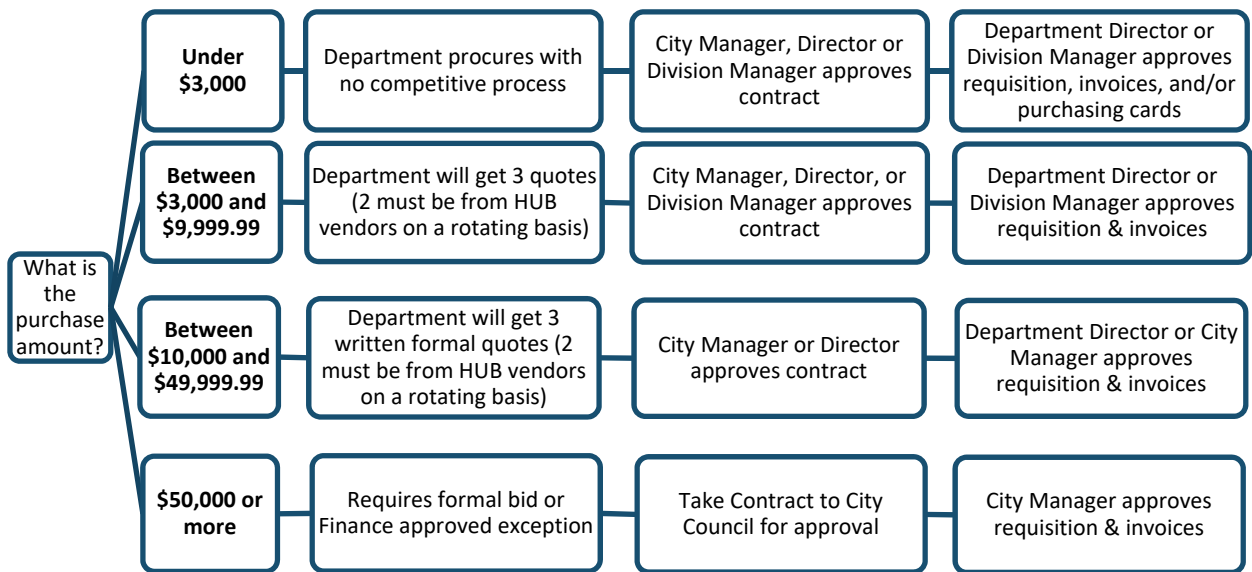 What is
the
purchase
amount?
Under
$3,000
Department procures with
no competitive process
City Manager, Director or
Division Manager approves
contract
Department Director or
Division Manager approves
requisition, invoices, and/or
purchasing cards
Between
$3,000 and
$9,999.99
Department will get 3 quotes
(2 must be from HUB
vendors on a rotating basis)
City Manager, Director, or
Division Manager approves
contract
Department Director or
Division Manager approves
requisition & invoices
Between
$10,000 and
$49,999.99
Department will get 3
written formal quotes (2
must be from HUB vendors
on a rotating basis)
City Manager or Director
approves contract
Department Director or City
Manager approves
requisition & invoices
$50,000 or
more
Requires formal bid or
Finance approved exception
Take Contract to City
Council for approval
City Manager approves
requisition & invoices